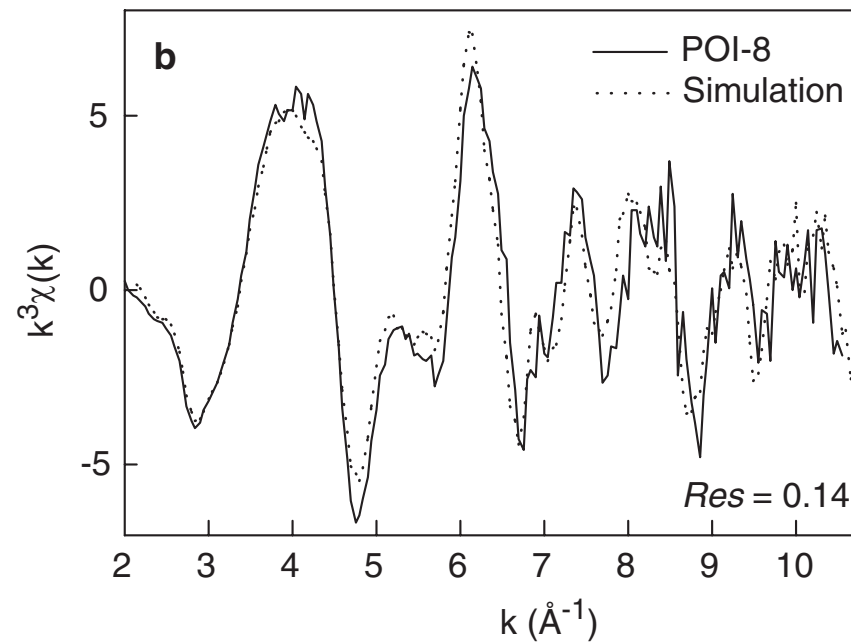 b
POI-8
Simulation
5
0
-5
k³χ(k)
Res = 0.14
2 3 4 5 6 7 8 9 10
k (Å⁻¹)